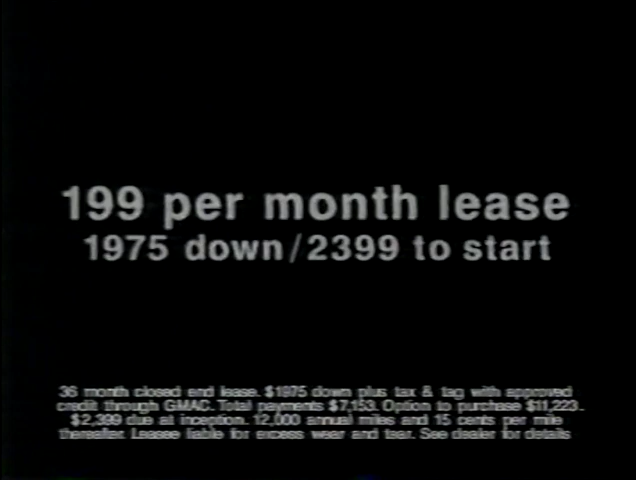 199 per month lease
1975 down/2399 to start
36 month closed end lease. $1975 down plus tax & tag with approved
credit through GMAC. Total payments $7,153. Option to purchase $11,223.
$2,399 due at inception. 12,000 annual miles and 15 cents per mile
thereafter. Leasee liable for excess wear and tear. See dealer for details